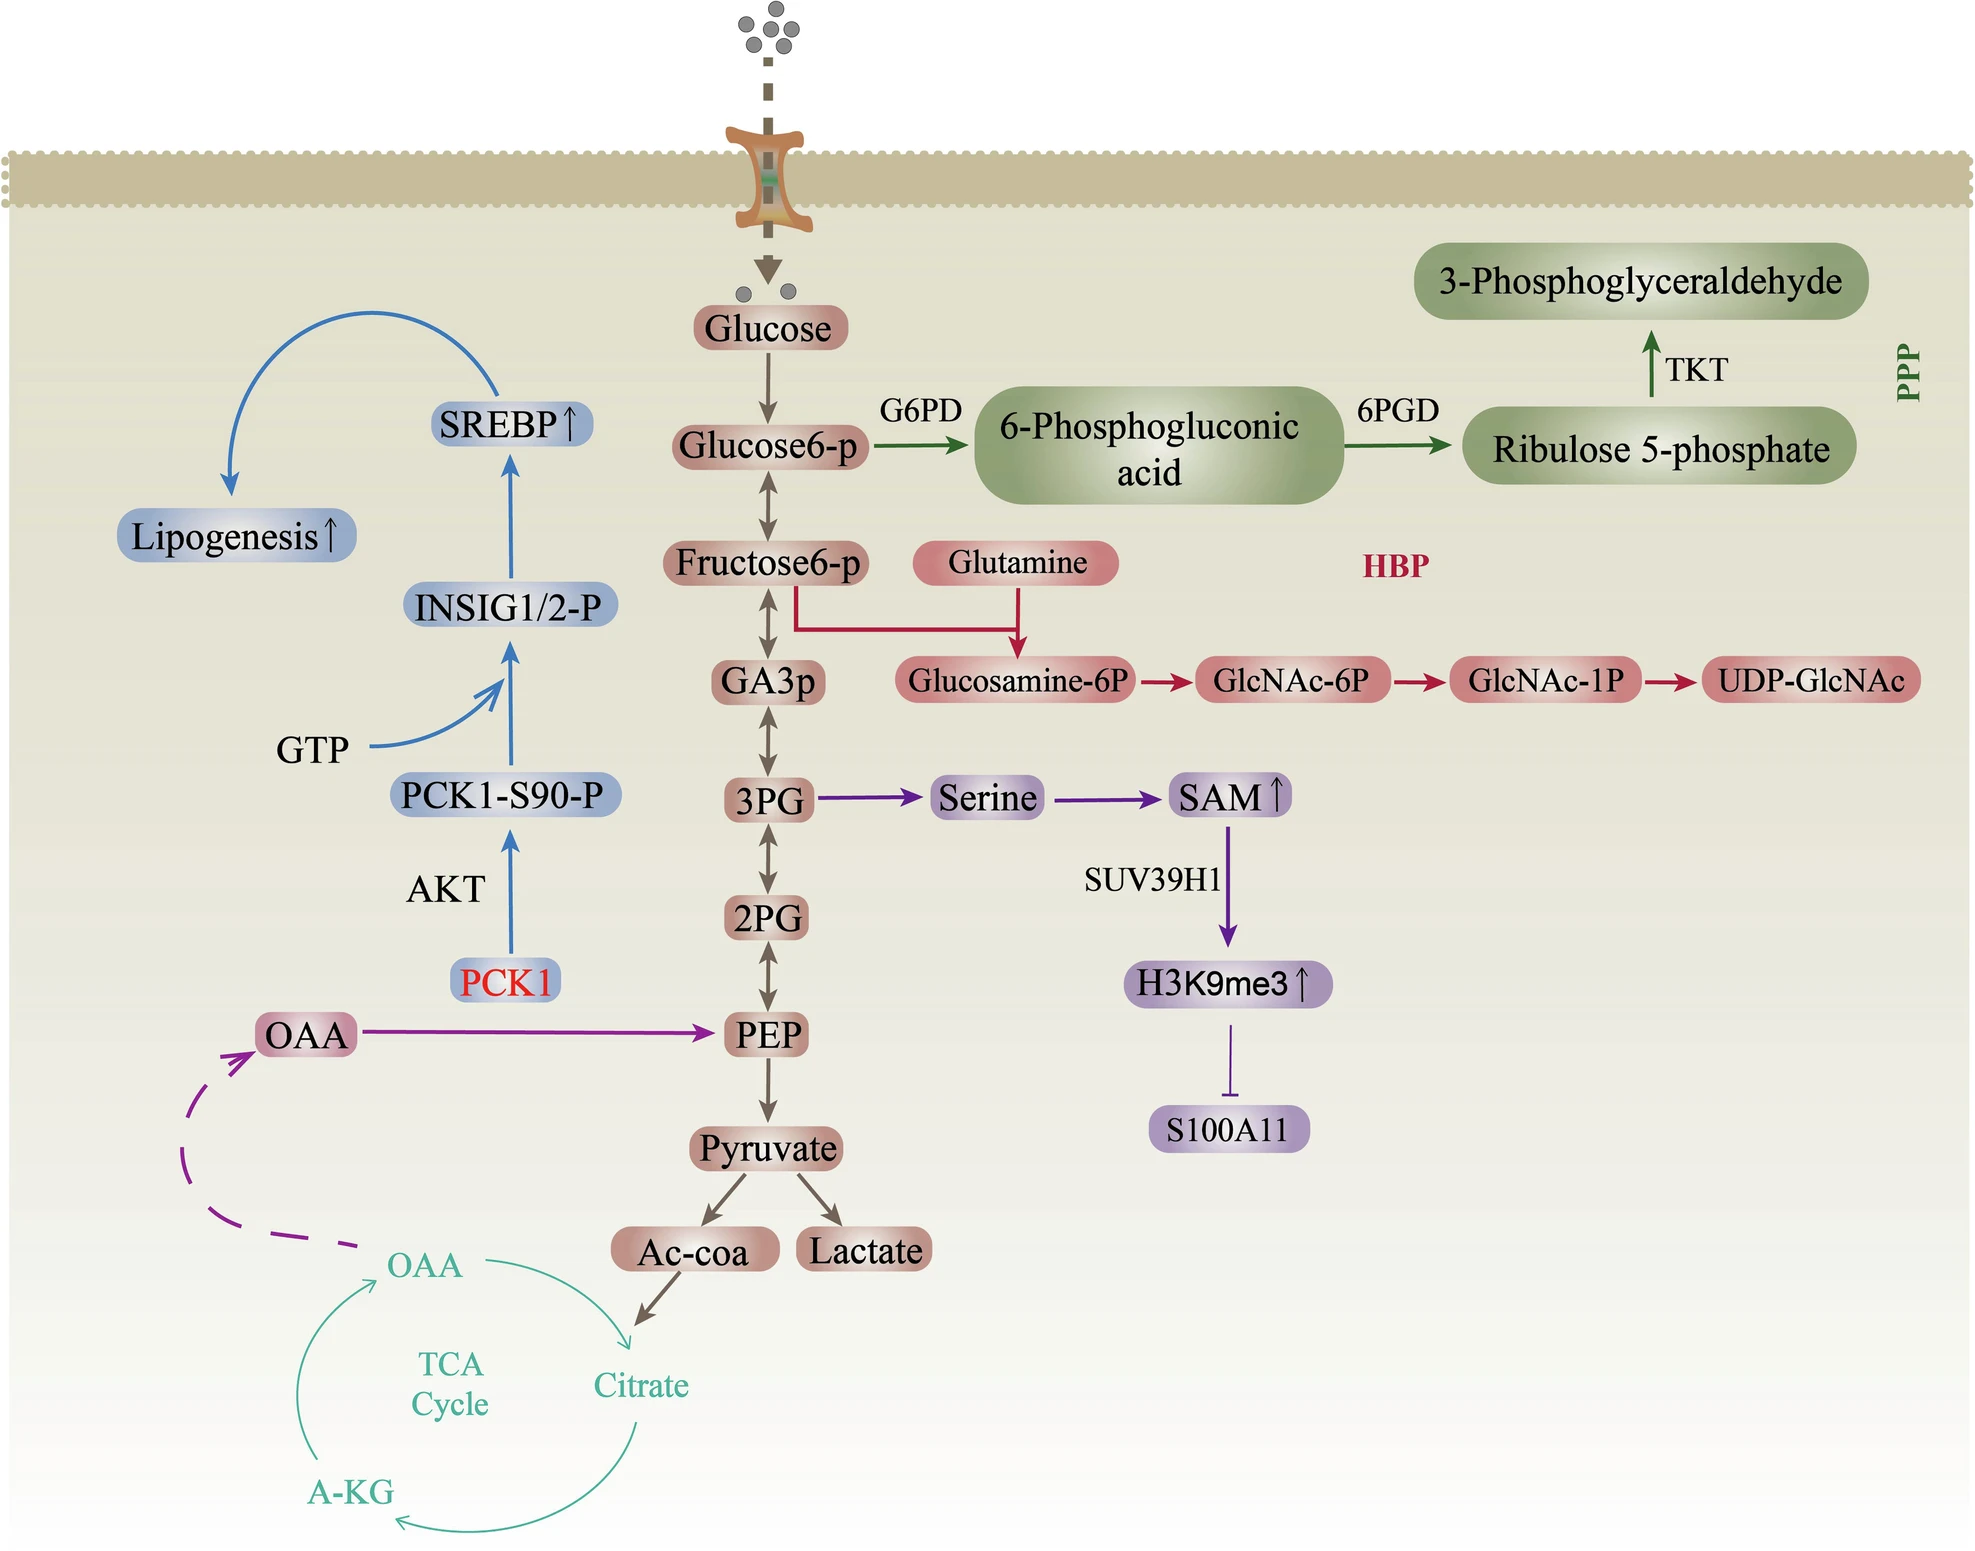 Glucose
3-Phosphoglyceraldehyde
TKT
PPP
SREBP↑
Glucose6-p
G6PD
6-Phosphogluconic
acid
6PGD
Ribulose 5-phosphate
Lipogenesis↑
Fructose6-p
Glutamine
HBP
INSIG1/2-P
GA3p
Glucosamine-6P
GlcNAc-6P
GlcNAc-1P
UDP-GlcNAc
GTP
PCK1-S90-P
3PG
Serine
SAM↑
AKT
SUV39H1
2PG
PCK1
H3K9me3↑
OAA
PEP
S100A11
Pyruvate
Ac-coa
Lactate
OAA
TCA
Cycle
Citrate
A-KG